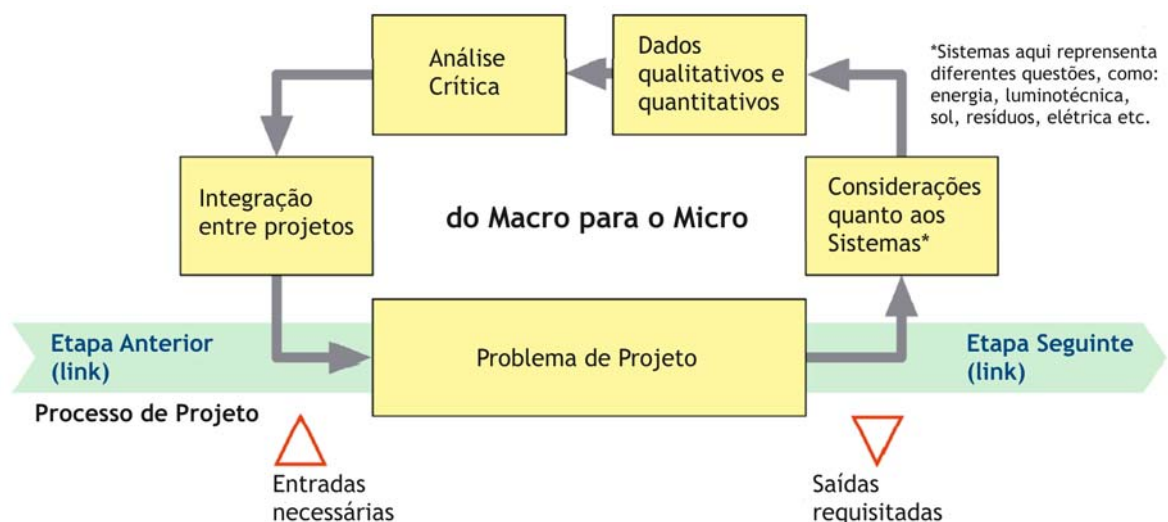 Análise
Crítica
Dados
qualitativos e
quantitativos
*Sistemas aqui reprensenta
diferentes questões, como:
energia, luminotécnica,
sol, resíduos, elétrica etc.
Integração
entre projetos
do Macro para o Micro
Considerações
quanto aos
Sistemas*
Etapa Anterior
(link)
Problema de Projeto
Etapa Seguinte
(link)
Processo de Projeto
Entradas
necessárias
Saídas
requisitadas